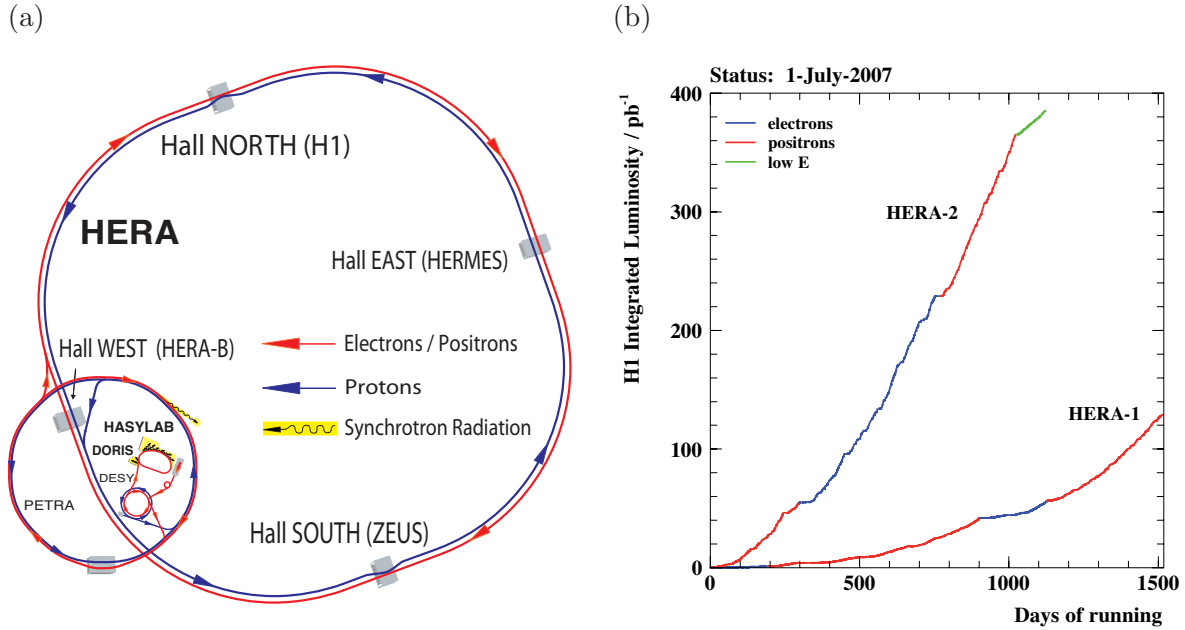 (a)
Hall NORTH (H1)
HERA
Hall EAST (HERMES)
Hall WEST (HERA-B)
Electrons / Positrons
Protons
HASYLAB
Synchrotron Radiation
DORIS
DESY
PETRA
Hall SOUTH (ZEUS)
(b)
Status: 1-July-2007
H1 Integrated Luminosity / pb-1
400
300
200
100
0
electrons
positrons
low E
HERA-2
HERA-1
0
500
1000
1500
Days of running